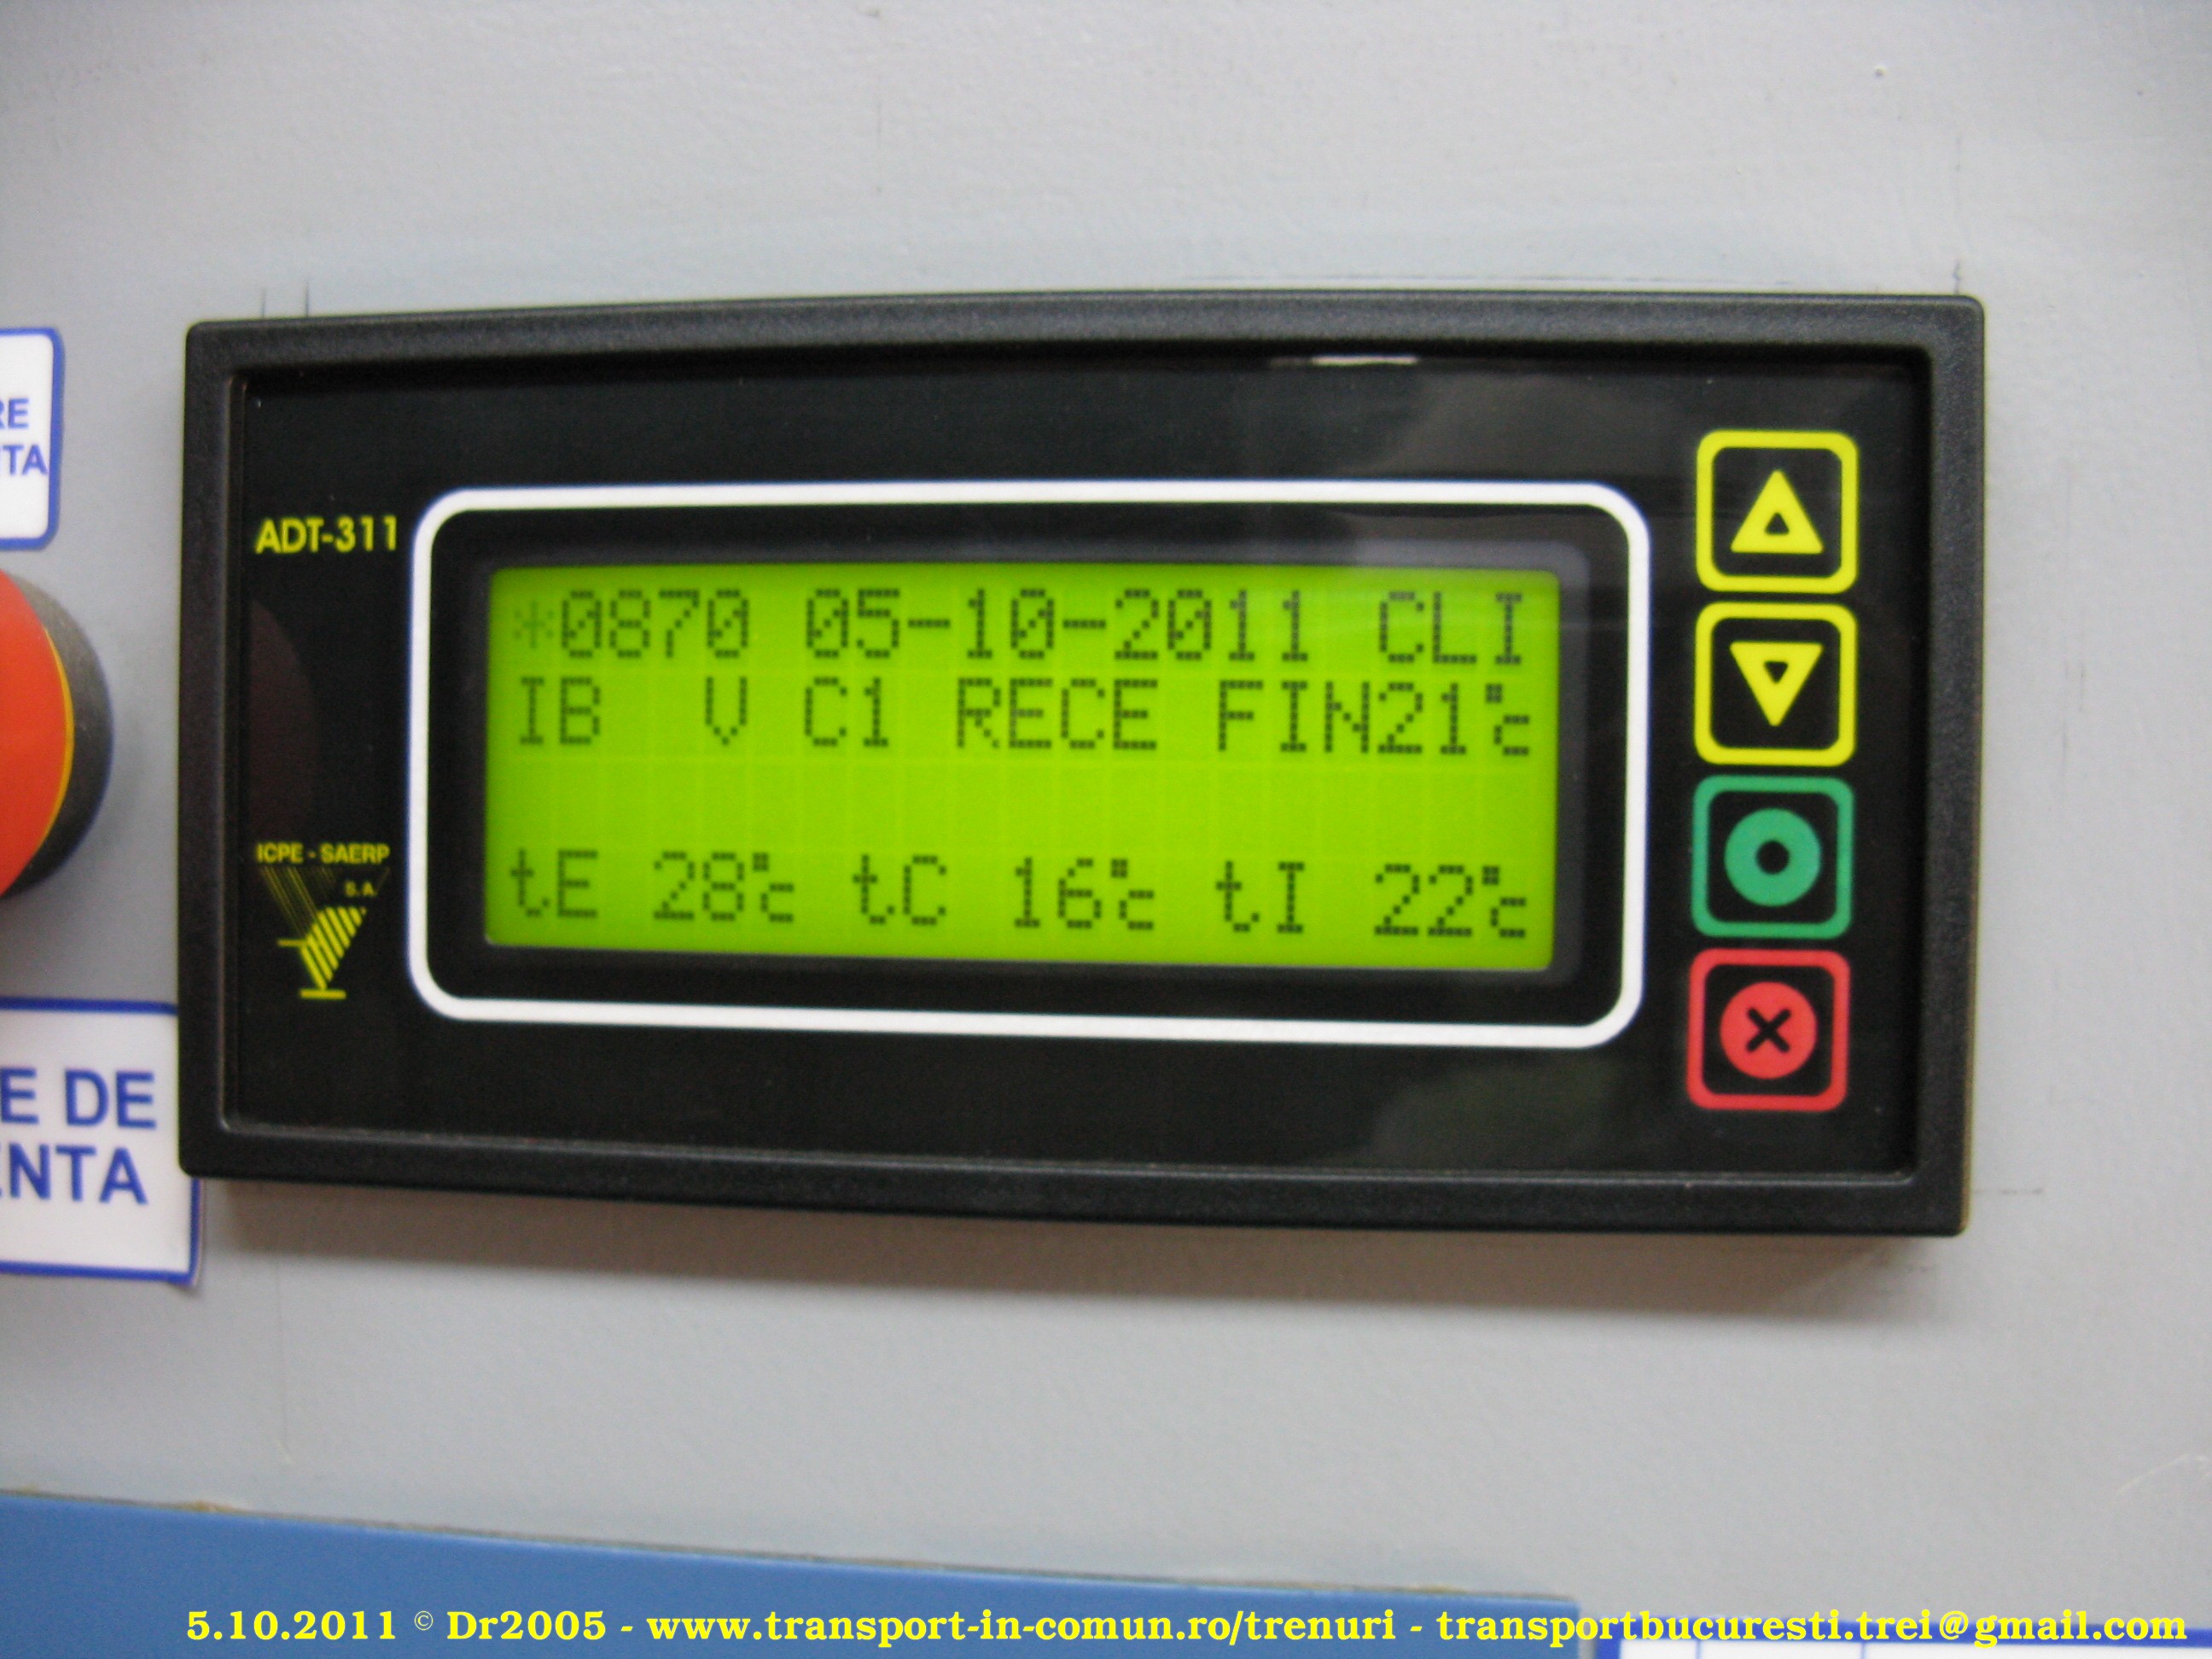 RE
NTA
ADT-311
*0870 05-10-2011 CLI
IB V C1 RECE FIN21°c
tE 28°c tC 16°c tI 22°c
ICPE - SAERP
S.A.
E DE
ENTA
5.10.2011 © Dr2005 - www.transport-in-comun.ro/trenuri - transportbucuresti.trei@gmail.com